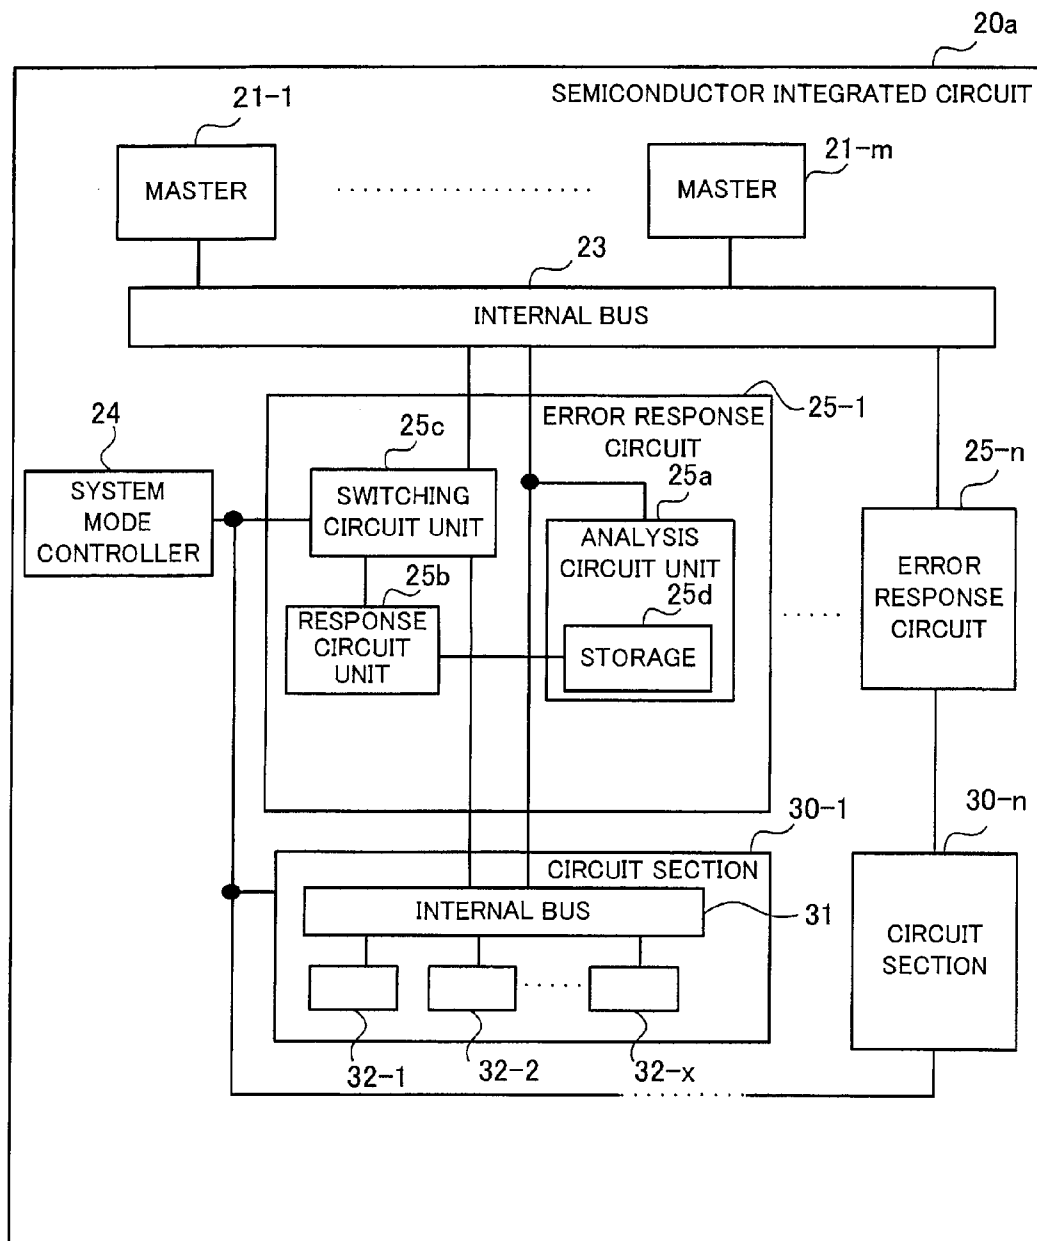 20a
SEMICONDUCTOR INTEGRATED CIRCUIT
21-1
21-m
MASTER
MASTER
23
INTERNAL BUS
25-1
ERROR RESPONSE
CIRCUIT
24
25c
25-n
SYSTEM
MODE
CONTROLLER
SWITCHING
CIRCUIT UNIT
25a
ANALYSIS
CIRCUIT UNIT
25b
RESPONSE
CIRCUIT
UNIT
25d
STORAGE
ERROR
RESPONSE
CIRCUIT
30-1
30-n
CIRCUIT SECTION
INTERNAL BUS
31
CIRCUIT
SECTION
32-1
32-2
32-x